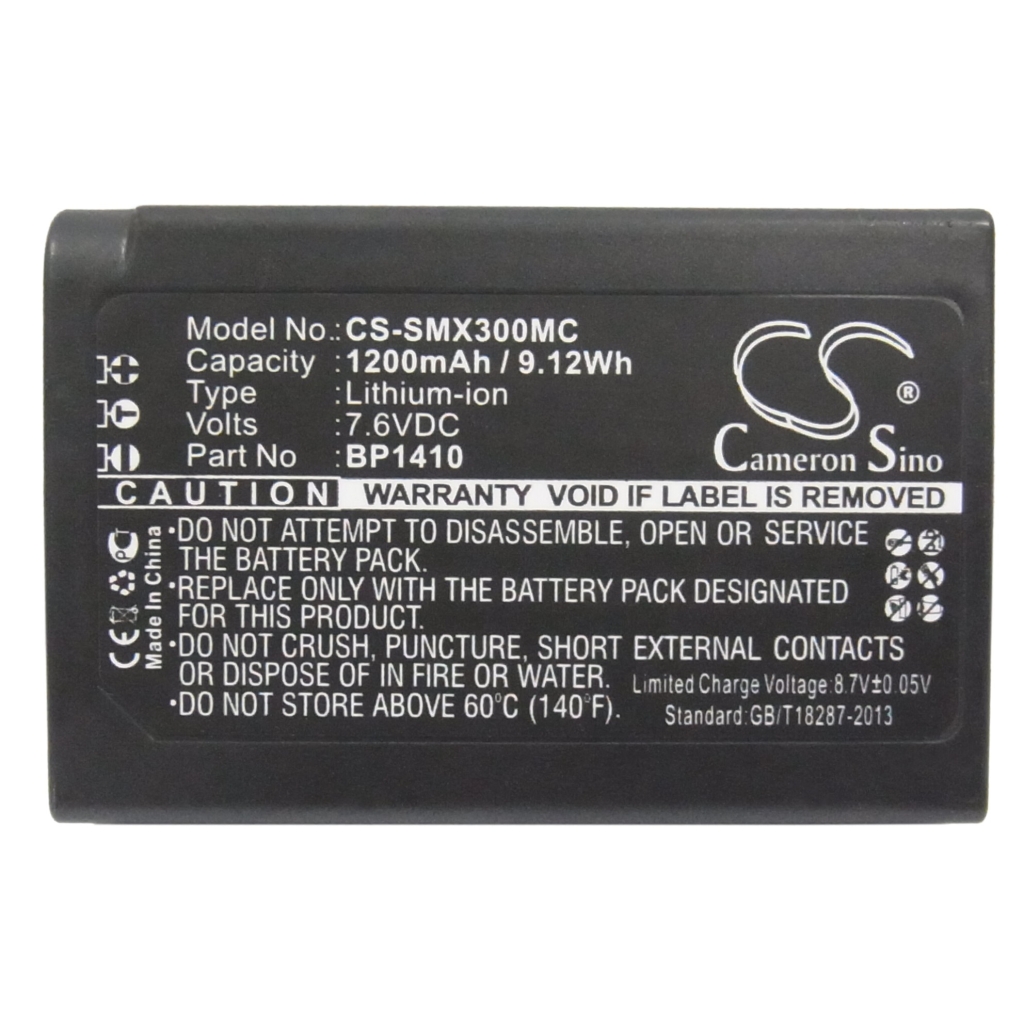 Model No.: CS-SMX300MC
Capacity : 1200mAh / 9.12Wh
Type : Lithium-ion
Volts : 7.6VDC
Part No : BP1410
CS ®
Cameron Sino
CAUTION WARRANTY VOID IF LABEL IS REMOVED
•DO NOT ATTEMPT TO DISASSEMBLE, OPEN OR SERVICE
THE BATTERY PACK.
•REPLACE ONLY WITH THE BATTERY PACK DESIGNATED
FOR THIS PRODUCT.
•DO NOT CRUSH, PUNCTURE, SHORT EXTERNAL CONTACTS
OR DISPOSE OF IN FIRE OR WATER.
•DO NOT STORE ABOVE 60°C (140°F).
Limited Charge Voltage:8.7V±0.05V
Standard:GB/T18287-2013
CE
PCT
Made In China